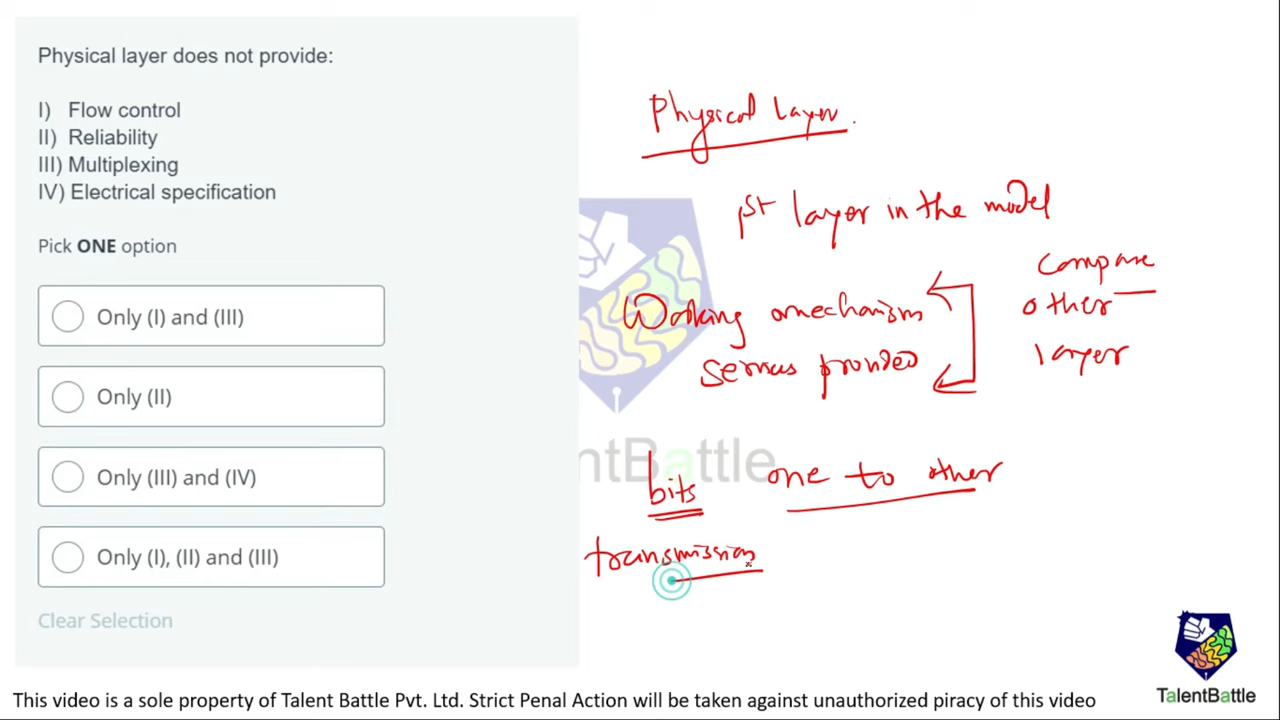 Physical layer does not provide:
I) Flow control
II) Reliability
III) Multiplexing
IV) Electrical specification
Pick ONE option
Only (I) and (III)
Only (II)
Only (III) and (IV)
Only (I), (II) and (III)
Clear Selection
Physical Layer.
1st layer in the model
Working mechanism
services provided
Compare
other
layer
bits one to other
transmission
ntBattle
TalentBattle
This video is a sole property of Talent Battle Pvt. Ltd. Strict Penal Action will be taken against unauthorized piracy of this video